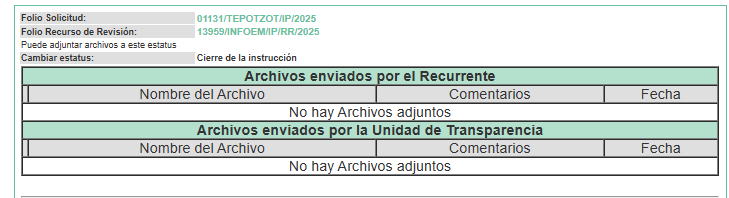 Folio Solicitud: 01131/TEPOTZOT/IP/2025
Folio Recurso de Revisión: 13959/INFOEM/IP/RR/2025
Puede adjuntar archivos a este estatus
Cambiar estatus: Cierre de la instrucción
Archivos enviados por el Recurrente
Nombre del Archivo Comentarios Fecha
No hay Archivos adjuntos
Archivos enviados por la Unidad de Transparencia
Nombre del Archivo Comentarios Fecha
No hay Archivos adjuntos